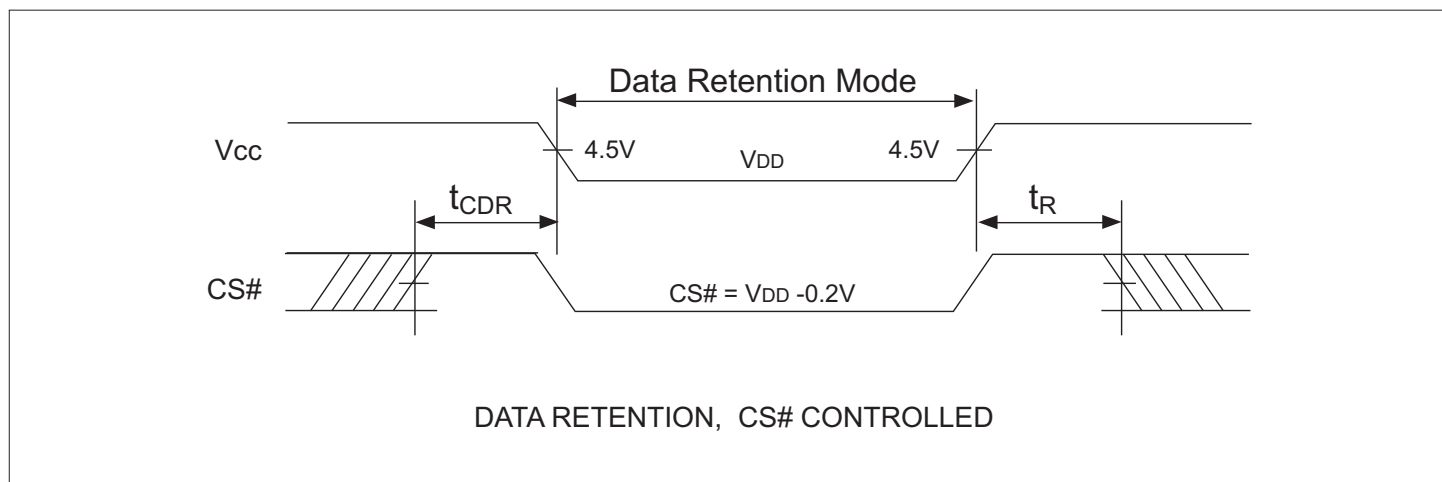 Data Retention Mode
Vcc
4.5V
VDD
4.5V
tCDR
tR
CS#
CS# = VDD -0.2V
DATA RETENTION, CS# CONTROLLED